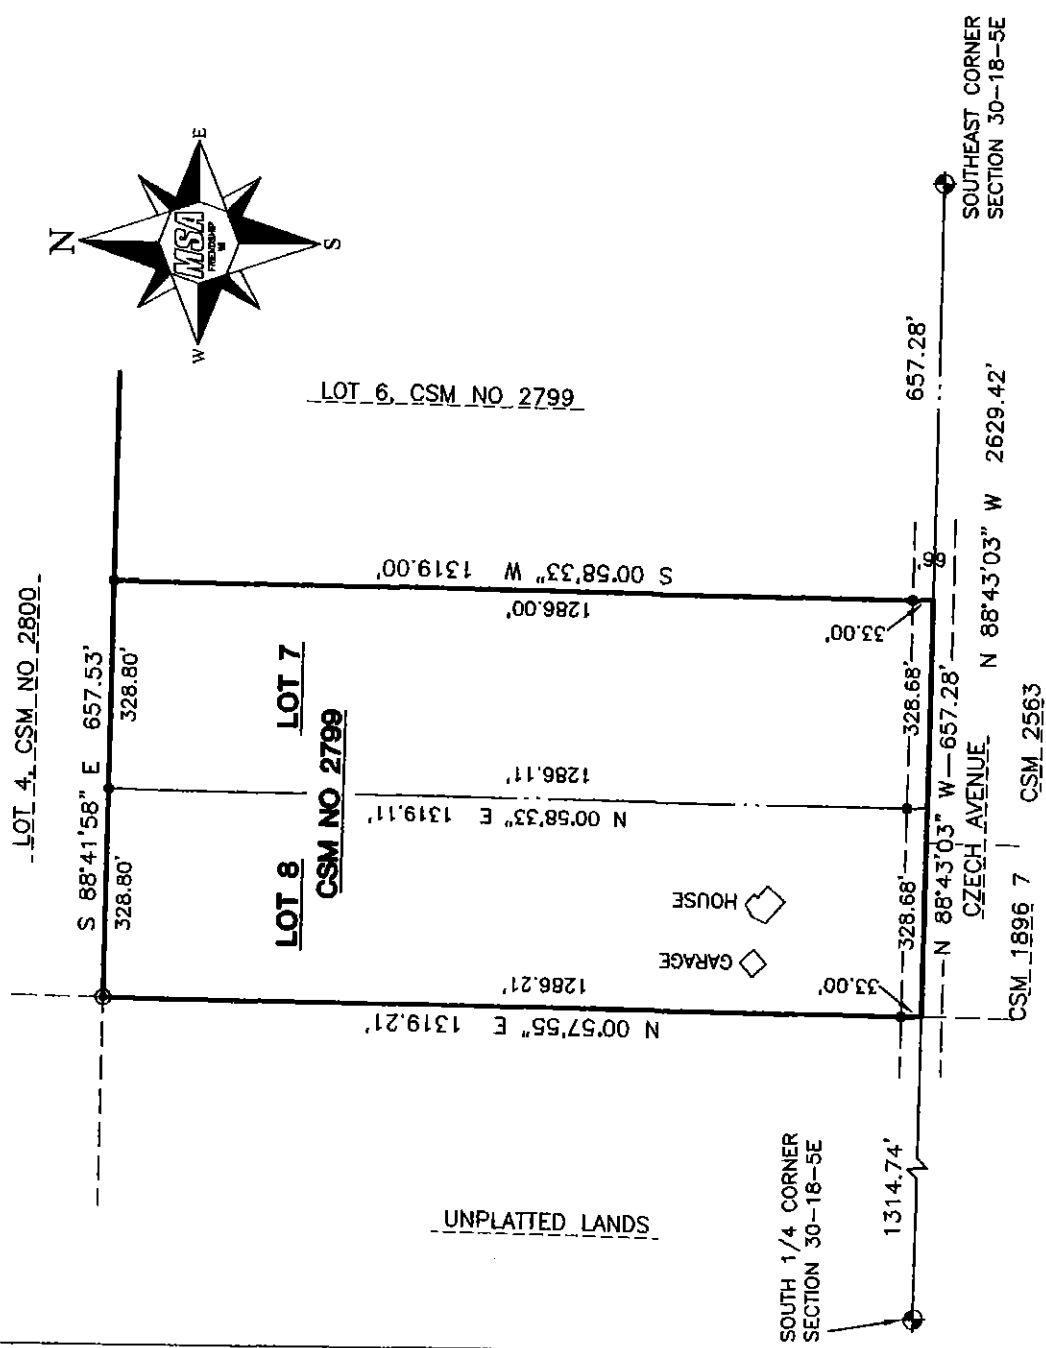 LOT 4, CSM NO 2800
S 88°41'58" E 657.53'
328.80'
328.80'
N
E
S
W
MSA
FRIENDSHIP
WI
LOT 6, CSM NO 2799
LOT 8
LOT 7
CSM NO 2799
N 00°57'55" E 1319.21'
1286.21'
N 00°58'33" E 1319.11'
1286.11'
S 00°58'33" W 1319.00'
1286.00'
GARAGE
HOUSE
33.00'
33.00'
328.68'
328.68'
66'
N 88°43'03" W—657.28'
CZECH AVENUE
N 88°43'03" W 2629.42'
657.28'
SOUTHEAST CORNER
SECTION 30-18-5E
CSM 1896 7
CSM 2563
UNPLATTED LANDS
SOUTH 1/4 CORNER
SECTION 30-18-5E
1314.74'